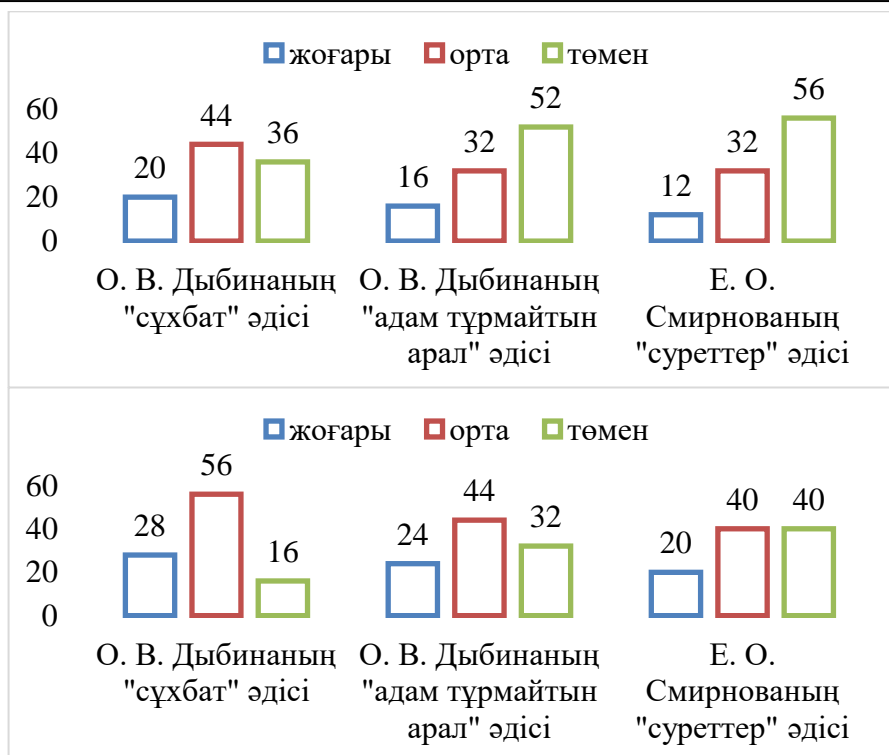 жоғары орта төмен
60
40
20
0
20 44 36 16 32 52 12 32 56
О. В. Дыбинаның О. В. Дыбинаның Е. О.
"сұхбат" әдісі "адам тұрмайтын Смирнованың
арал" әдісі "суреттер" әдісі
жоғары орта төмен
60
40
20
0
28 56 16 24 44 32 20 40 40
О. В. Дыбинаның О. В. Дыбинаның Е. О.
"сұхбат" әдісі "адам тұрмайтын Смирнованың
арал" әдісі "суреттер" әдісі